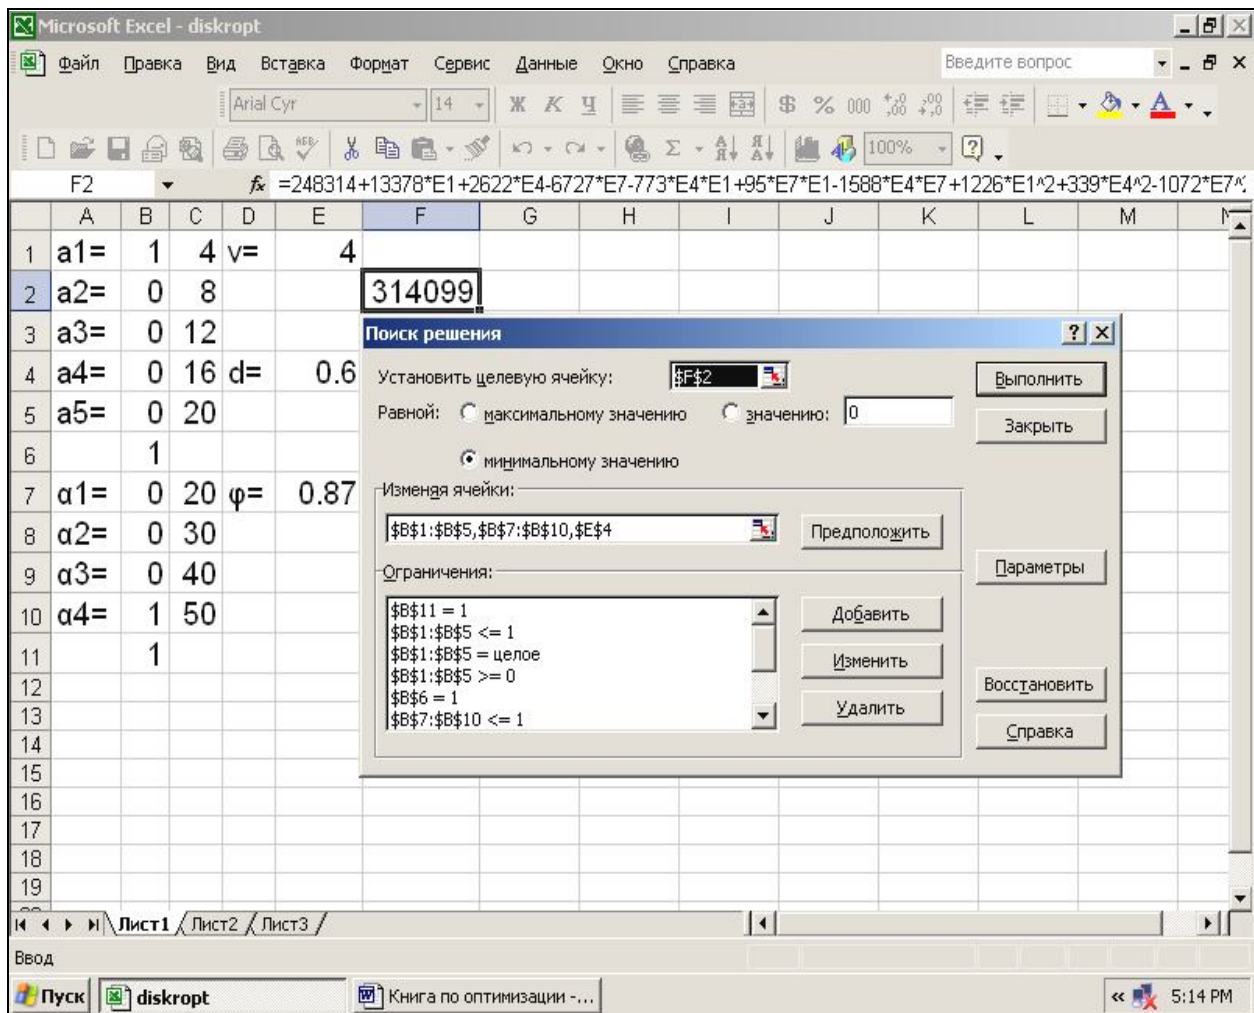 Microsoft Excel - diskropt
Файл Правка Вид Вставка Формат Сервис Данные Окно Справка Введите вопрос
Arial Cyr 14 Ж К Ч % 000
100%
F2 fx =248314+13378*E1+2622*E4-6727*E7-773*E4*E1+95*E7*E1-1588*E4*E7+1226*E1^2+339*E4^2-1072*E7^
A B C D E F G H I J K L M N
1 a1= 1 4 v= 4
2 a2= 0 8 314099
3 a3= 0 12
4 a4= 0 16 d= 0.6
5 a5= 0 20
6 1
7 α1= 0 20 φ= 0.87
8 α2= 0 30
9 α3= 0 40
10 α4= 1 50
11 1
12
13
14
15
16
17
18
19
Поиск решения
Установить целевую ячейку: $F$2
Выполнить
Равной: максимальному значению значению: 0
Закрыть
минимальному значению
Изменяя ячейки:
$B$1:$B$5,$B$7:$B$10,$E$4
Предположить
Параметры
Ограничения:
$B$11 = 1
$B$1:$B$5 <= 1
$B$1:$B$5 = целое
$B$1:$B$5 >= 0
$B$6 = 1
$B$7:$B$10 <= 1
Добавить
Изменить
Удалить
Восстановить
Справка
Лист1 Лист2 Лист3
Ввод
Пуск diskropt Книга по оптимизации -... « 5:14 PM